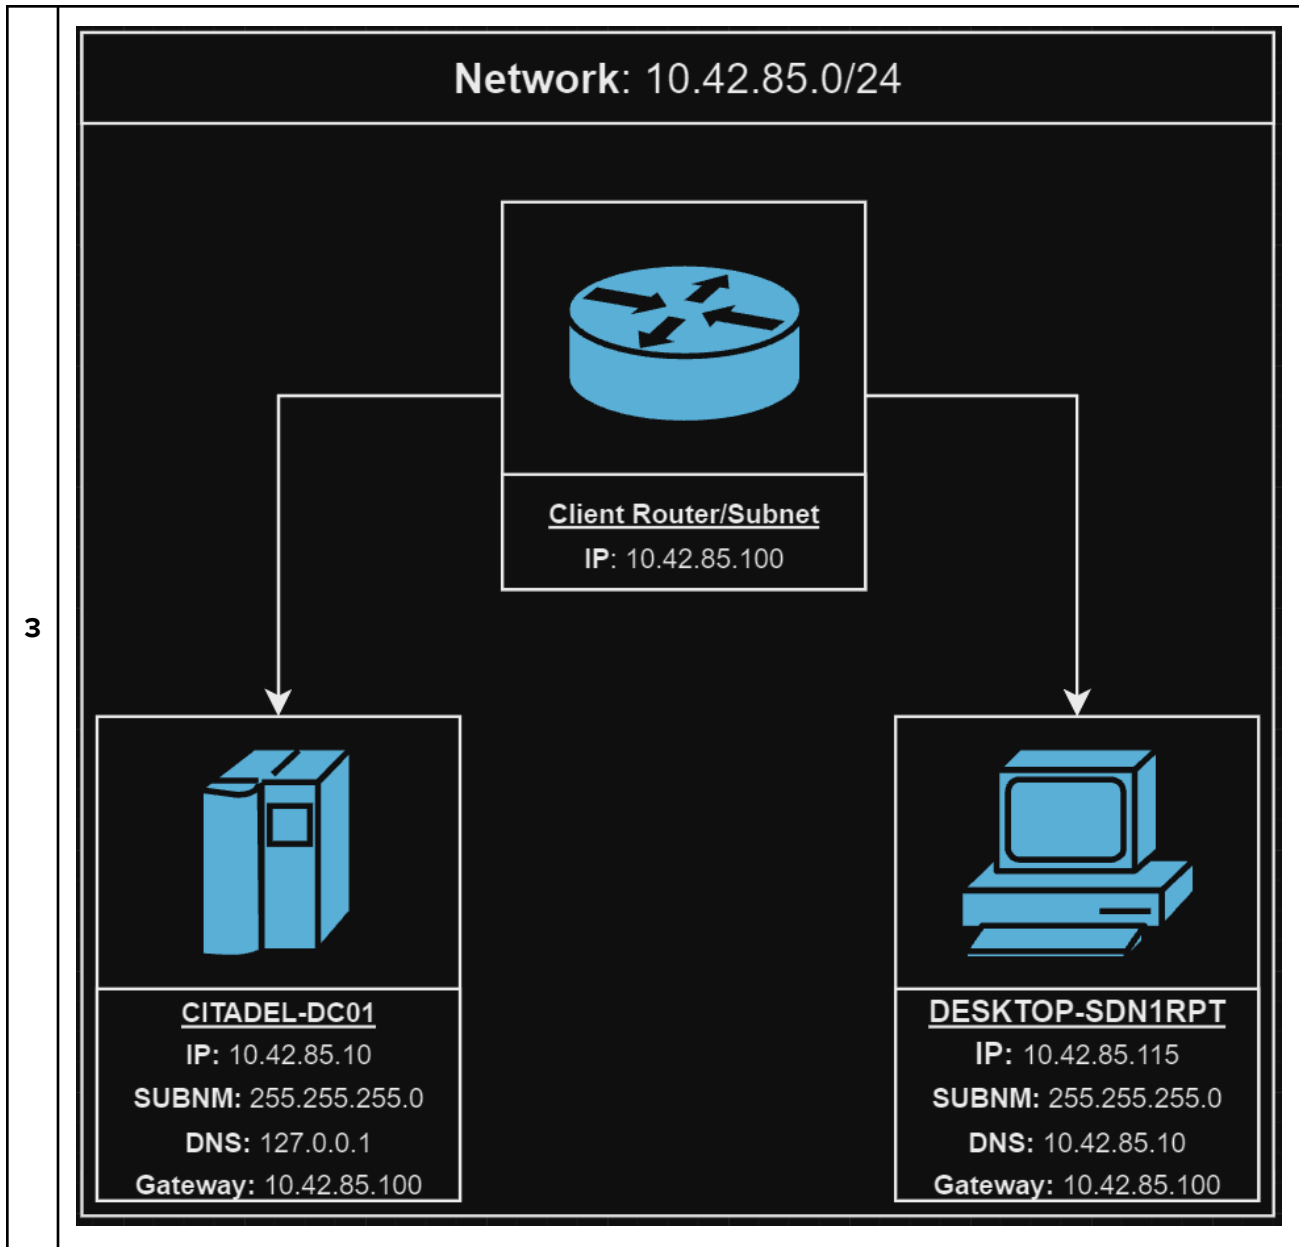 Network: 10.42.85.0/24
Client Router/Subnet
IP: 10.42.85.100
3
CITADEL-DC01
IP: 10.42.85.10
SUBNM: 255.255.255.0
DNS: 127.0.0.1
Gateway: 10.42.85.100
DESKTOP-SDN1RPT
IP: 10.42.85.115
SUBNM: 255.255.255.0
DNS: 10.42.85.10
Gateway: 10.42.85.100